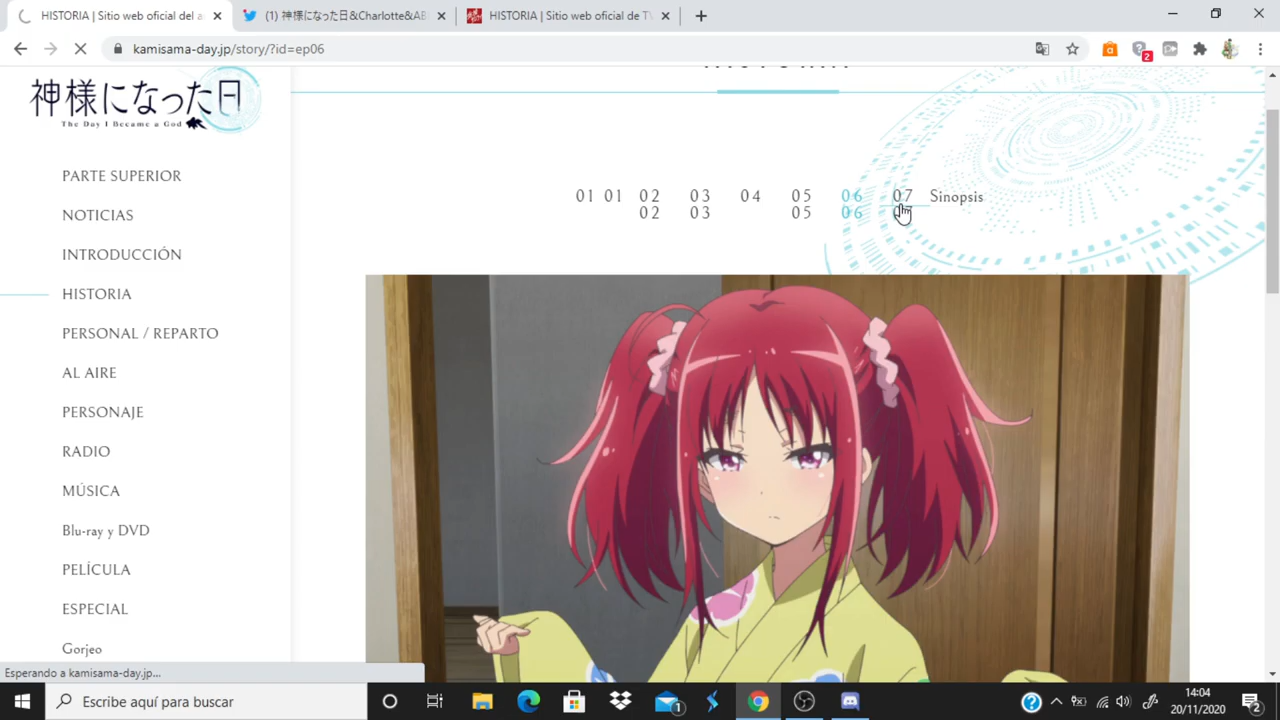 HISTORIA | Sitio web oficial del a
(1) 神様になった日&Charlotte&AB
HISTORIA | Sitio web oficial de TV
kamisama-day.jp/story/?id=ep06
2
神様になった日
The Day I Became a God
PARTE SUPERIOR
NOTICIAS
INTRODUCCIÓN
HISTORIA
PERSONAL / REPARTO
AL AIRE
PERSONAJE
RADIO
MÚSICA
Blu-ray y DVD
PELÍCULA
ESPECIAL
Gorjeo
01 01 02 03 04 05 06 07 Sinopsis
02 03 05 06
Esperando a kamisama-day.jp...
Escribe aquí para buscar
1
14:04
20/11/2020
2